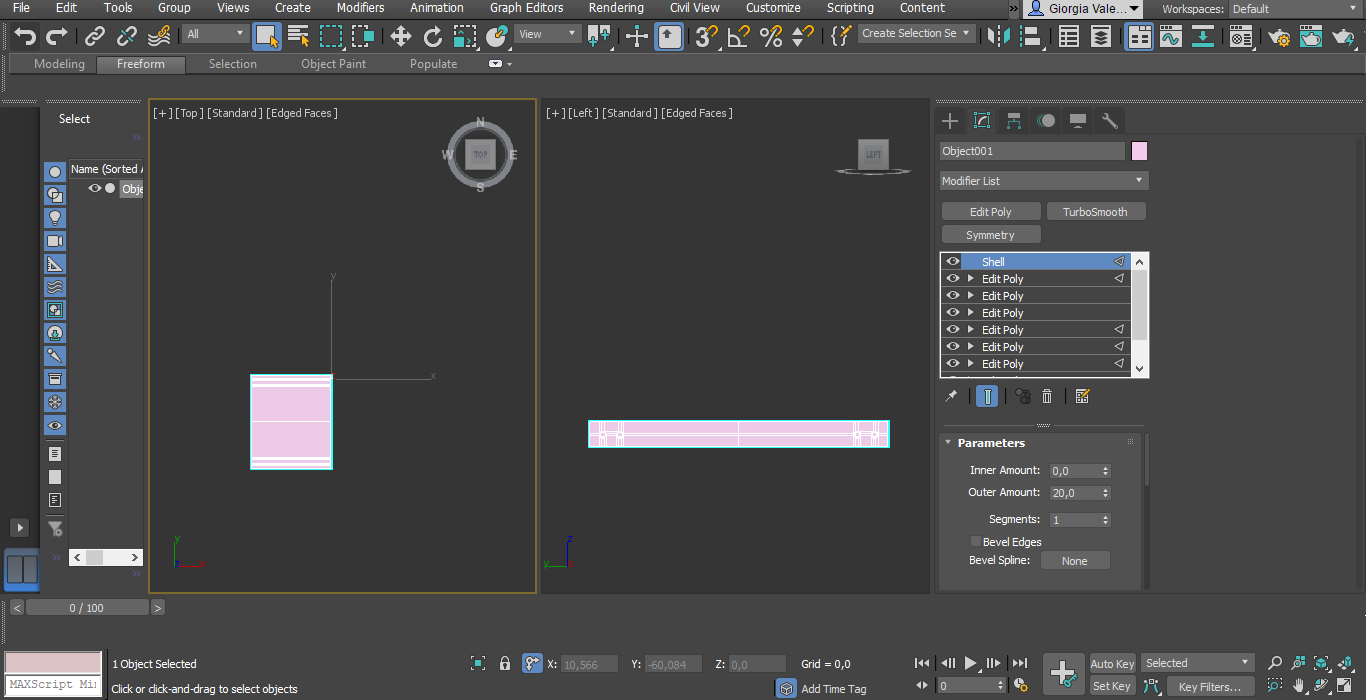 File Edit Tools Group Views Create Modifiers Animation Graph Editors Rendering Civil View Customize Scripting Content » Giorgia Vale... Workspaces: Default
All View Create Selection Se
Modeling Freeform Selection Object Paint Populate
Select
Name (Sorted A
Obje
[+] [Top ] [Standard ] [Edged Faces ]
N
W TOP E
S
y
x
y
x
[+] [Left ] [Standard ] [Edged Faces ]
LEFT
z
y
Object001
Modifier List
Edit Poly TurboSmooth
Symmetry
Shell
Edit Poly
Edit Poly
Edit Poly
Edit Poly
Edit Poly
Edit Poly
Parameters
Inner Amount: 0,0
Outer Amount: 20,0
Segments: 1
Bevel Edges
Bevel Spline: None
< 0 / 100 >
1 Object Selected X: 10,566 Y: -60,084 Z: 0,0 Grid = 0,0 Auto Key Selected
MAXScript Mi Click or click-and-drag to select objects Add Time Tag 0 Set Key Key Filters...